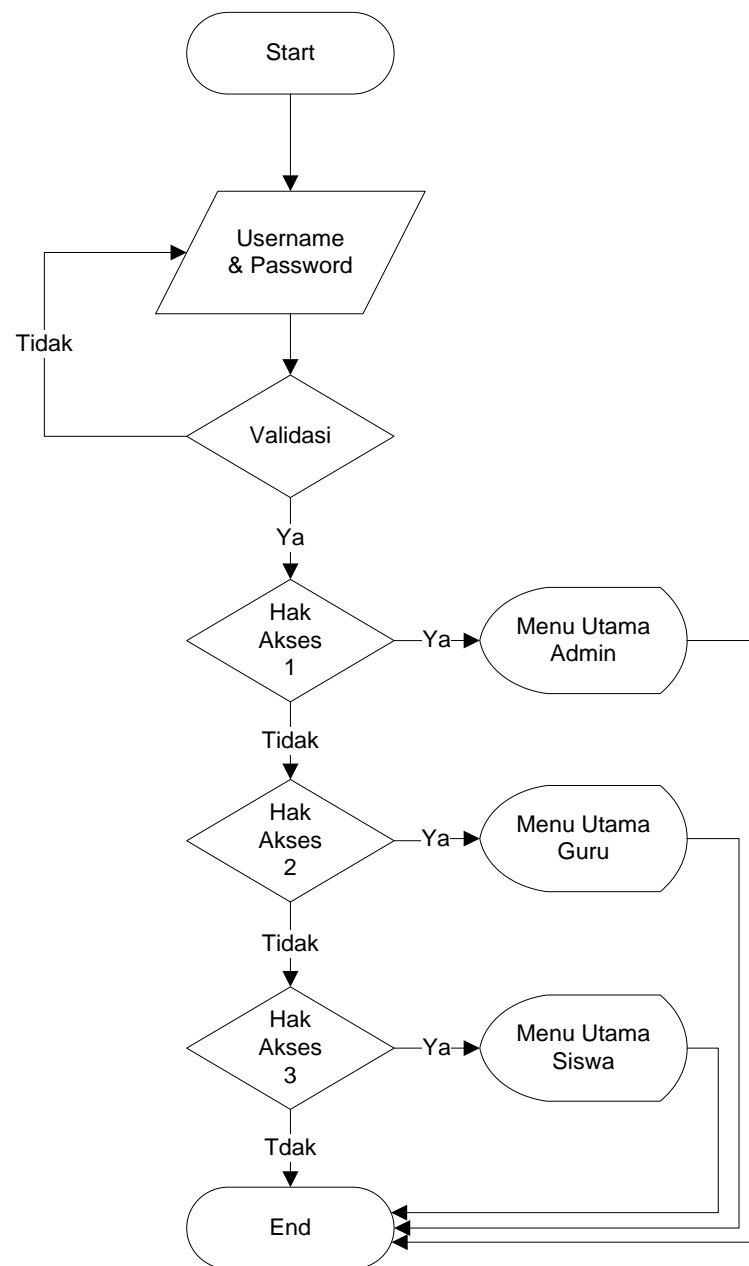 Start
Username
& Password
Tidak
Validasi
Ya
Hak
Akses
1
Ya
Menu Utama
Admin
Tidak
Hak
Akses
2
Ya
Menu Utama
Guru
Tidak
Hak
Akses
3
Ya
Menu Utama
Siswa
Tdak
End